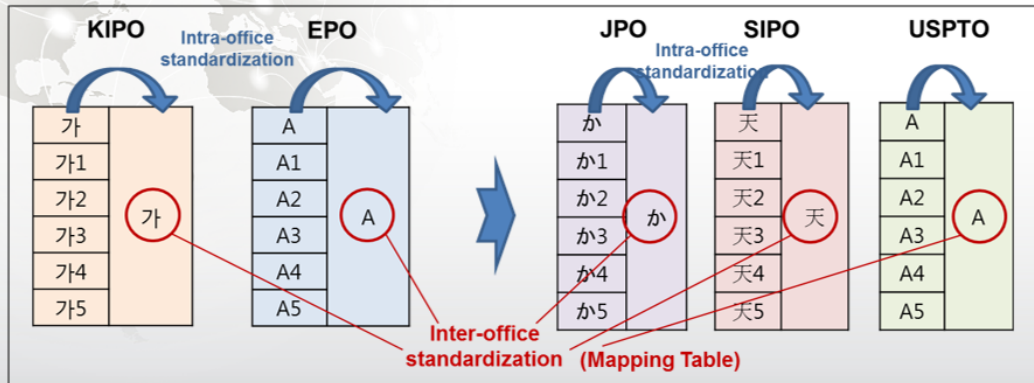 KIPO
EPO
JPO
SIPO
USPTO
Intra-office
standardization
Intra-office
standardization
가
가1
가2
가3
가4
가5
가
A
A1
A2
A3
A4
A5
A
か
か1
か2
か3
か4
か5
か
天
天1
天2
天3
天4
天5
天
A
A1
A2
A3
A4
A5
A
Inter-office
standardization (Mapping Table)